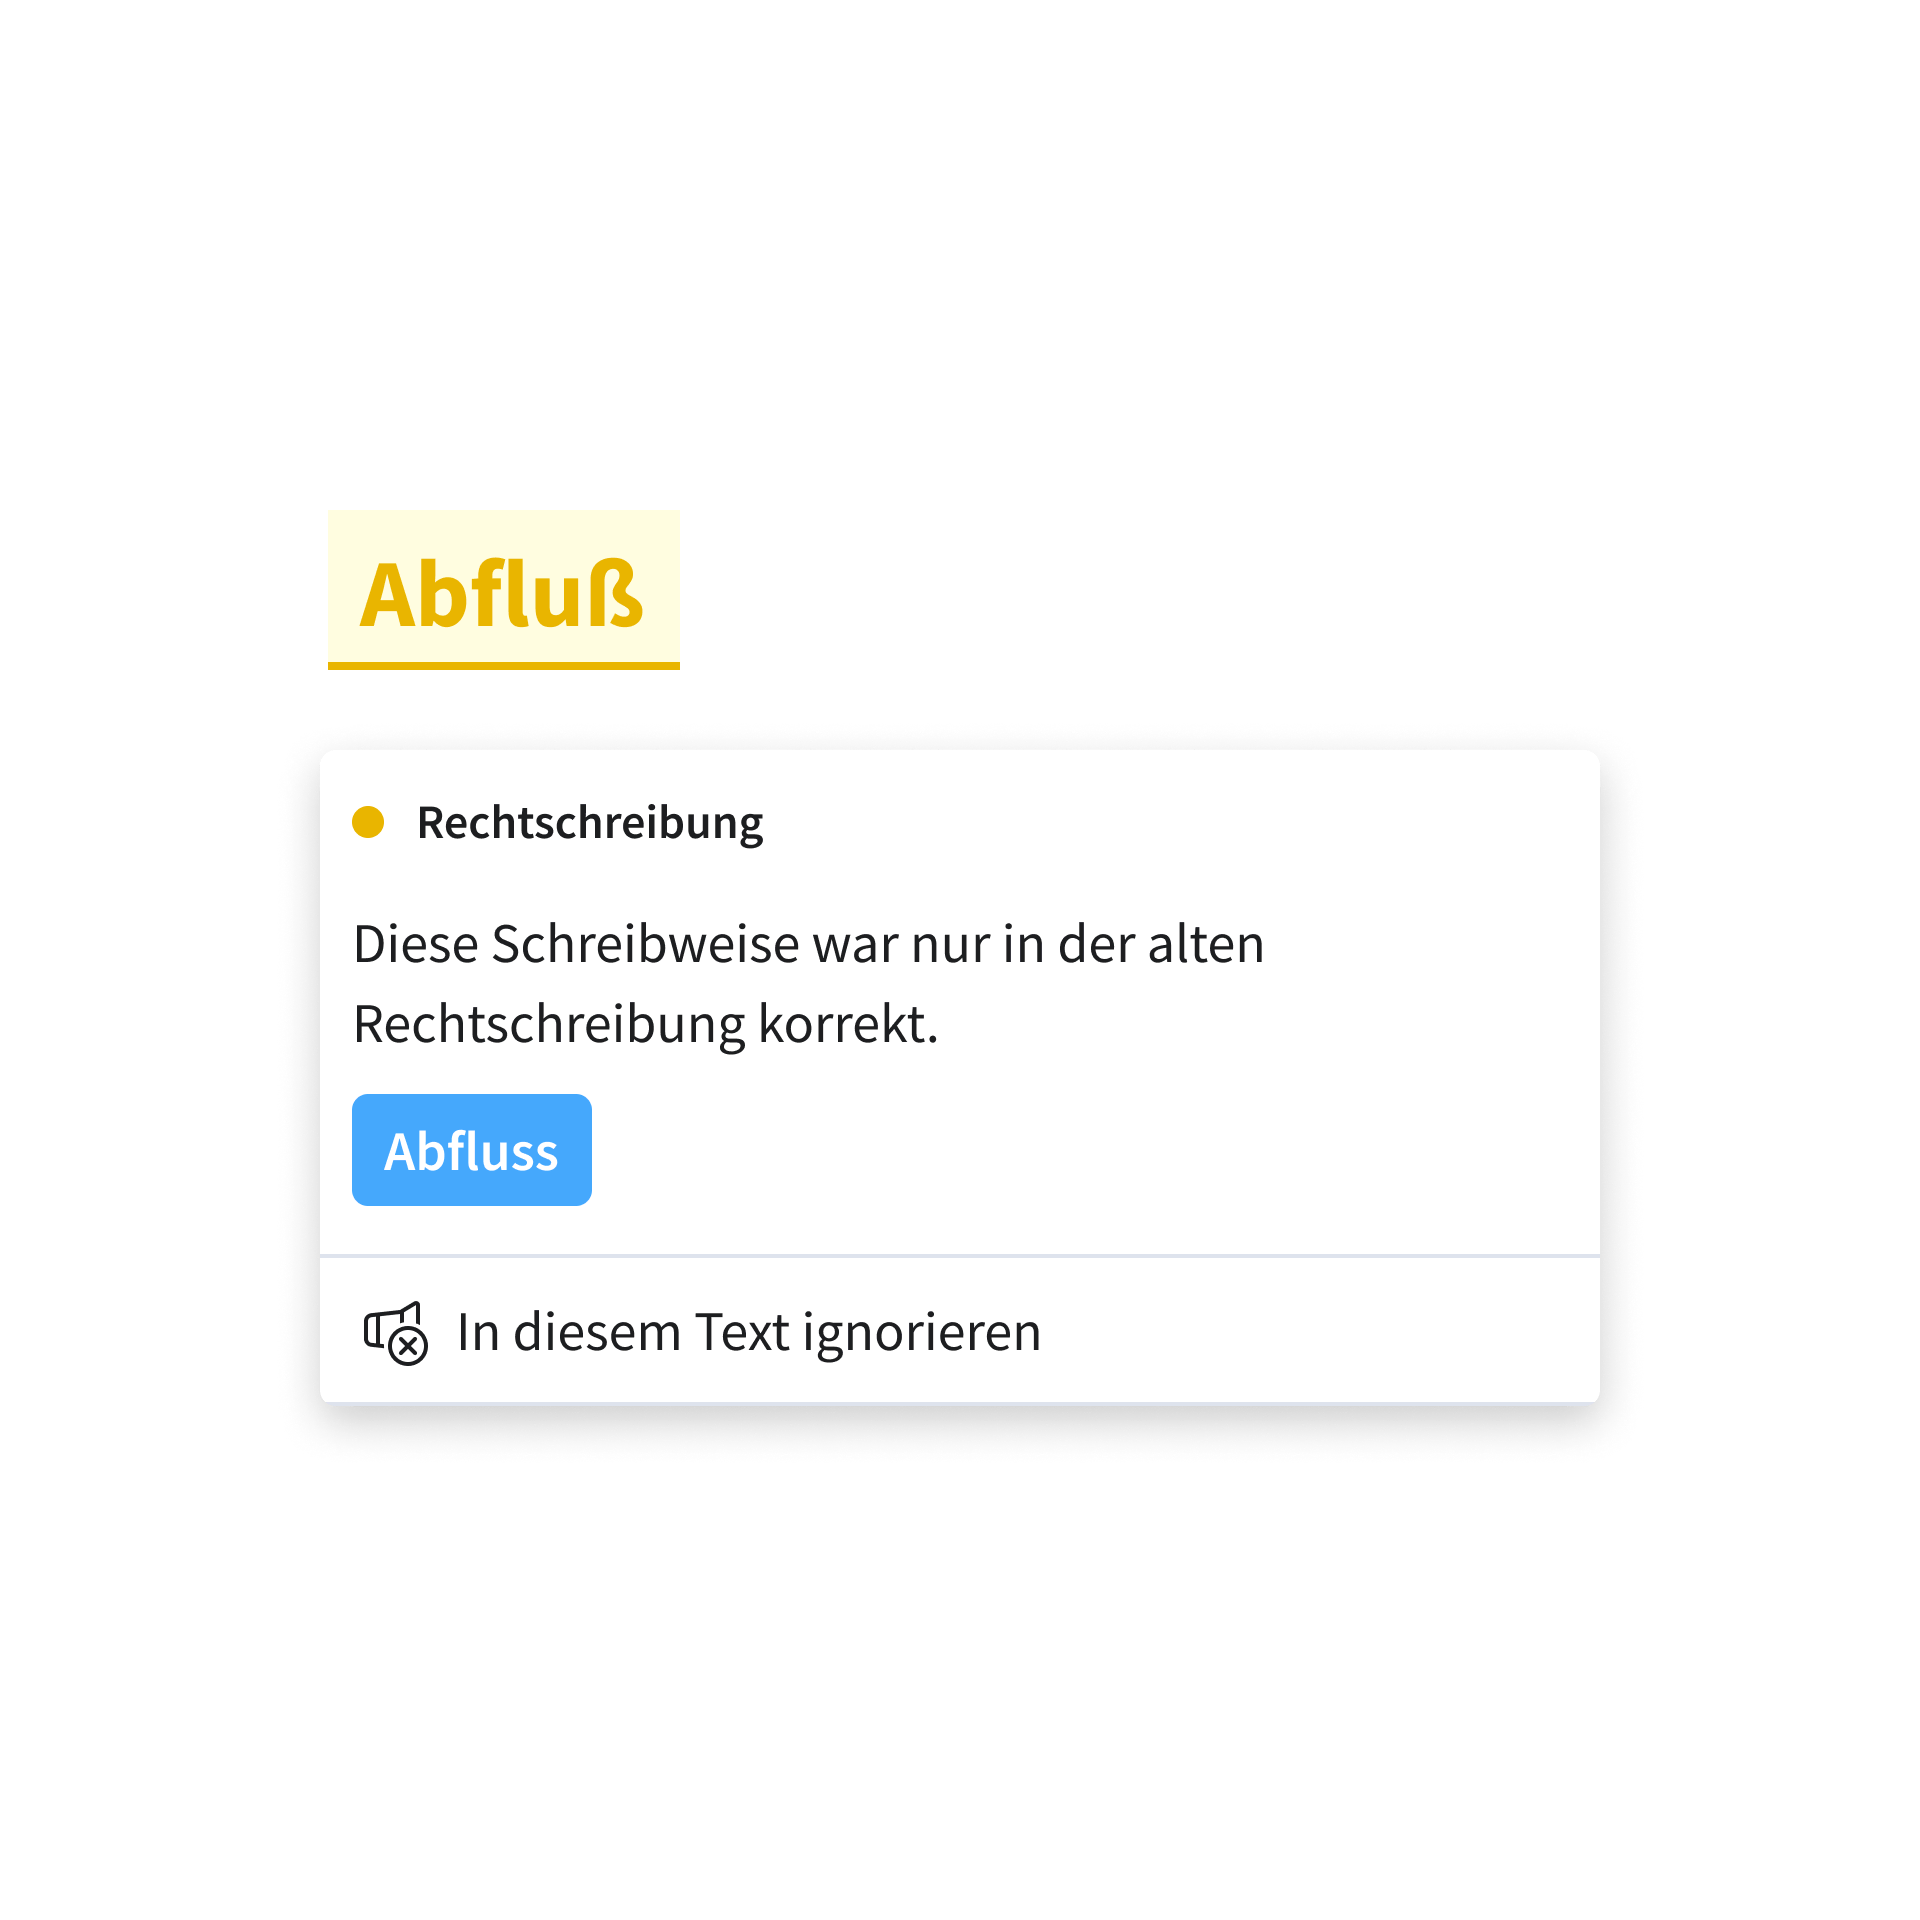 Abfluß
Rechtschreibung
Diese Schreibweise war nur in der alten
Rechtschreibung korrekt.
Abfluss
In diesem Text ignorieren